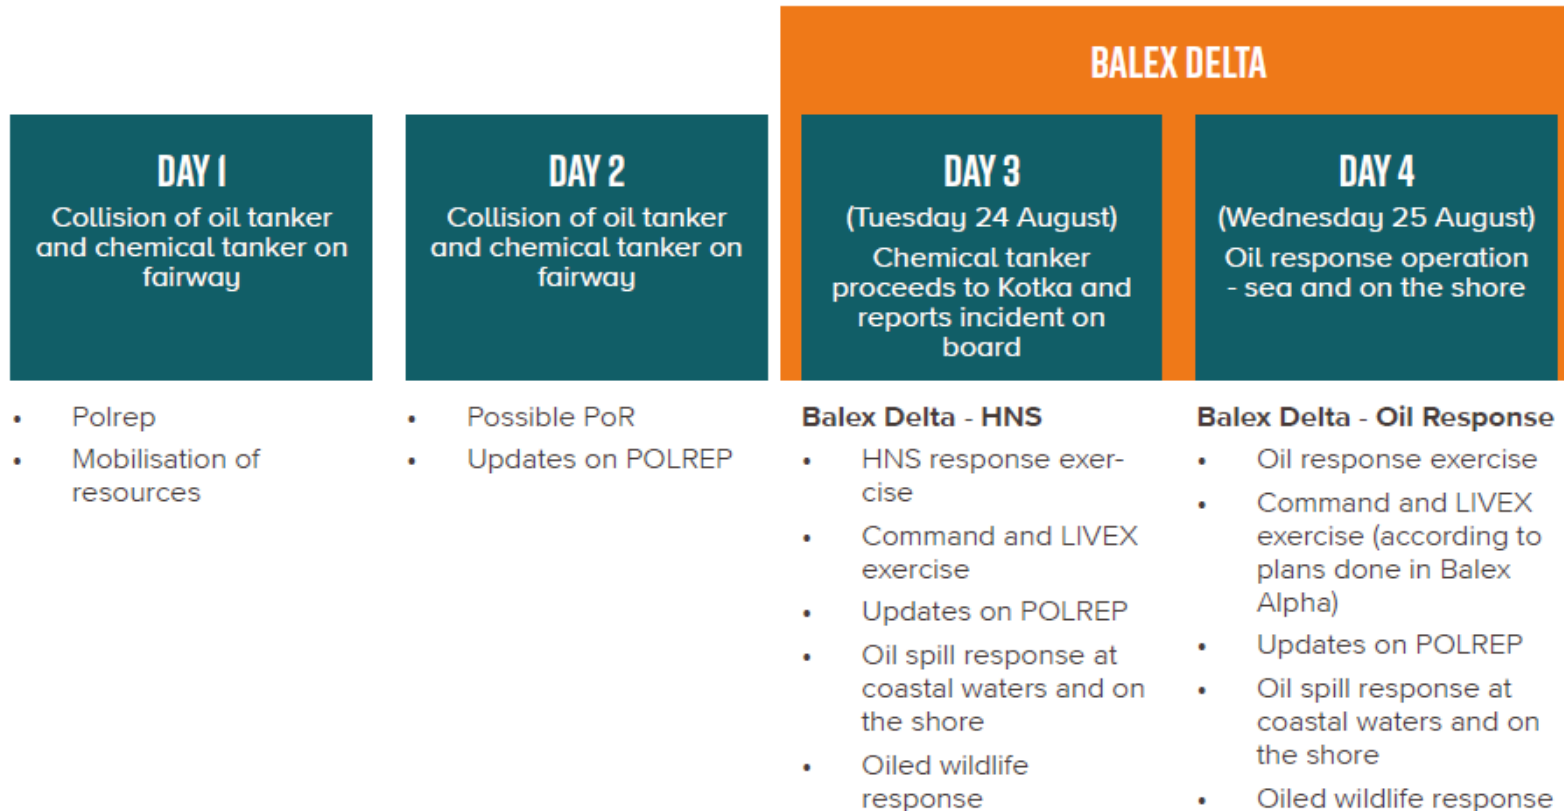 BALEX DELTA
DAY 1
Collision of oil tanker
and chemical tanker on
fairway
• Polrep
• Mobilisation of
resources
DAY 2
Collision of oil tanker
and chemical tanker on
fairway
• Possible PoR
• Updates on POLREP
DAY 3
(Tuesday 24 August)
Chemical tanker
proceeds to Kotka and
reports incident on
board
Balex Delta - HNS
• HNS response exer-
cise
• Command and LIVEX
exercise
• Updates on POLREP
• Oil spill response at
coastal waters and on
the shore
• Oiled wildlife
response
DAY 4
(Wednesday 25 August)
Oil response operation
- sea and on the shore
Balex Delta - Oil Response
• Oil response exercise
• Command and LIVEX
exercise (according to
plans done in Balex
Alpha)
• Updates on POLREP
• Oil spill response at
coastal waters and on
the shore
• Oiled wildlife response